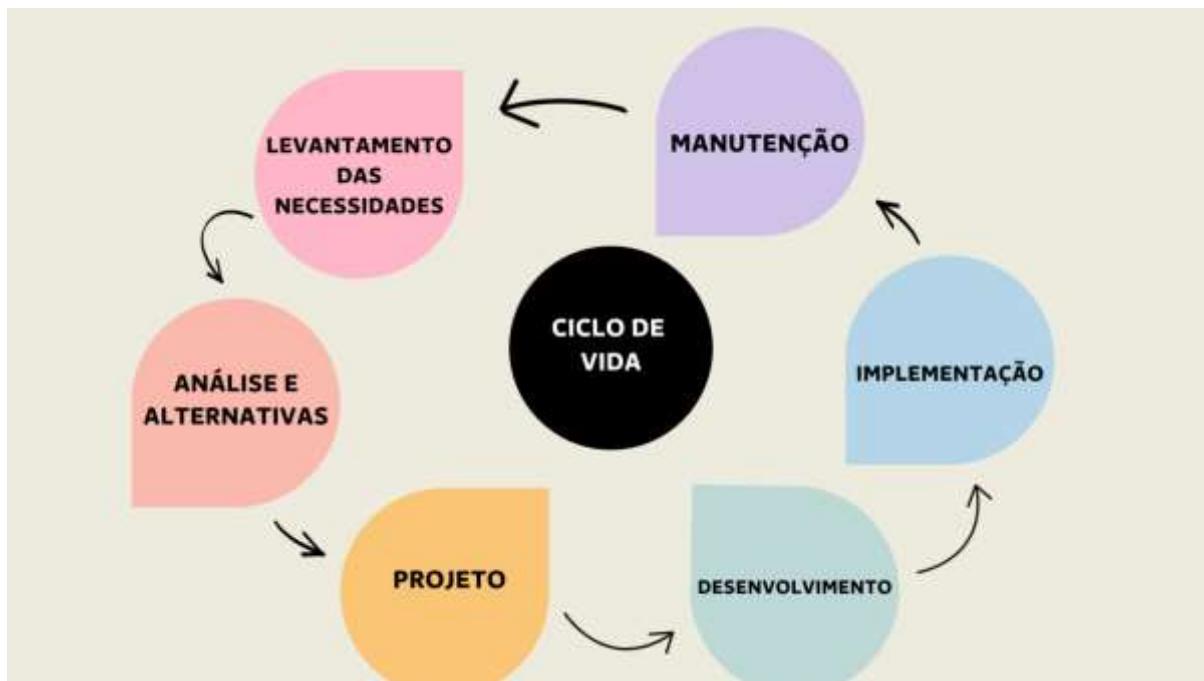 LEVANTAMENTO
DAS
NECESSIDADES
MANUTENÇÃO
CICLO DE
VIDA
ANÁLISE E
ALTERNATIVAS
IMPLEMENTAÇÃO
PROJETO
DESENVOLVIMENTO